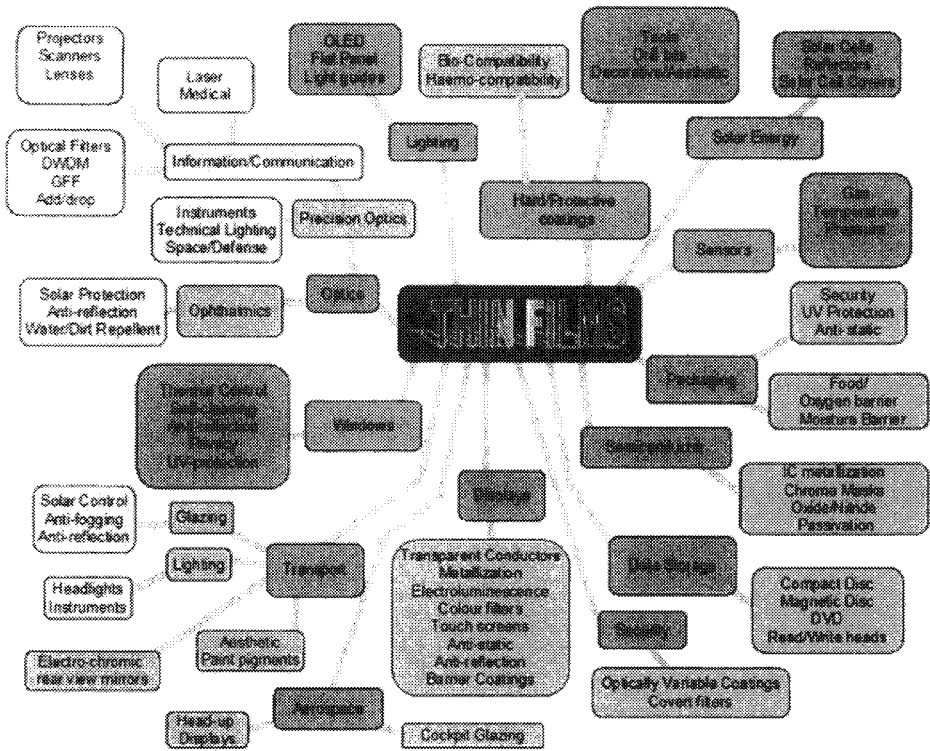 Projectors
Scanners
Lenses
Laser
Medical
OLED
Flat Panel
Light guides
Bio-Compatibility
Haemo-compatibility
Tools
Drill bits
Decorative/Aesthetic
Solar Cells
Reflectors
Solar Cell Covers
Optical Filters
DWDM
GFF
Add/drop
Information/Communication
Lighting
Solar Energy
Instruments
Technical Lighting
Space/Defense
Precision Optics
Hard/Protective
coatings
Sensors
Gas
Temperature
Pressure
Solar Protection
Anti-reflection
Water/Dirt Repellent
Ophthalmics
Optics
THIN FILMS
Security
UV Protection
Anti-static
Packaging
Food/
Oxygen barrier
Moisture Barrier
Thermal Control
Self-cleaning
Anti-reflection
Privacy
UV-protection
Windows
Semiconductors
IC metallization
Chrome Masks
Oxide/Nitride
Passivation
Solar Control
Anti-fogging
Anti-reflection
Glazing
Displays
Lighting
Transport
Headlights
Instruments
Transparent Conductors
Metallization
Electroluminescence
Colour filters
Touch screens
Anti-static
Anti-reflection
Barrier Coatings
Data Storage
Compact Disc
Magnetic Disc
DVD
Read/Write heads
Security
Aesthetic
Paint pigments
Electro-chromic
rear view mirrors
Optically Variable Coatings
Covert filters
Aerospace
Head-up
Displays
Cockpit Glazing